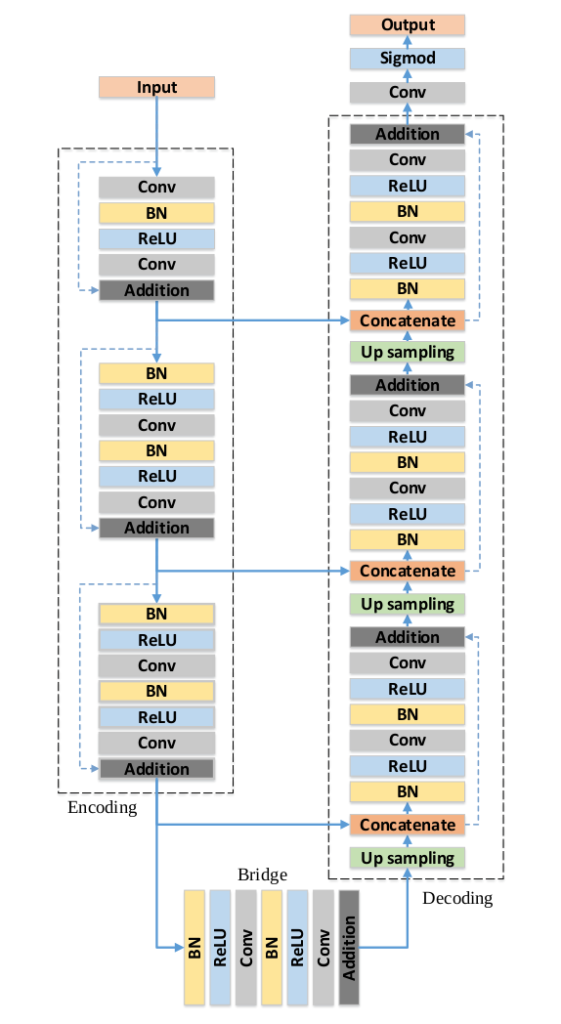 Input
Conv
BN
ReLU
Conv
Addition
BN
ReLU
Conv
BN
ReLU
Conv
Addition
BN
ReLU
Conv
BN
ReLU
Conv
Addition
Encoding
Bridge
BN
ReLU
Conv
BN
ReLU
Conv
Addition
Output
Sigmod
Conv
Addition
Conv
ReLU
BN
Conv
ReLU
BN
Concatenate
Up sampling
Addition
Conv
ReLU
BN
Conv
ReLU
BN
Concatenate
Up sampling
Addition
Conv
ReLU
BN
Conv
ReLU
BN
Concatenate
Up sampling
Decoding